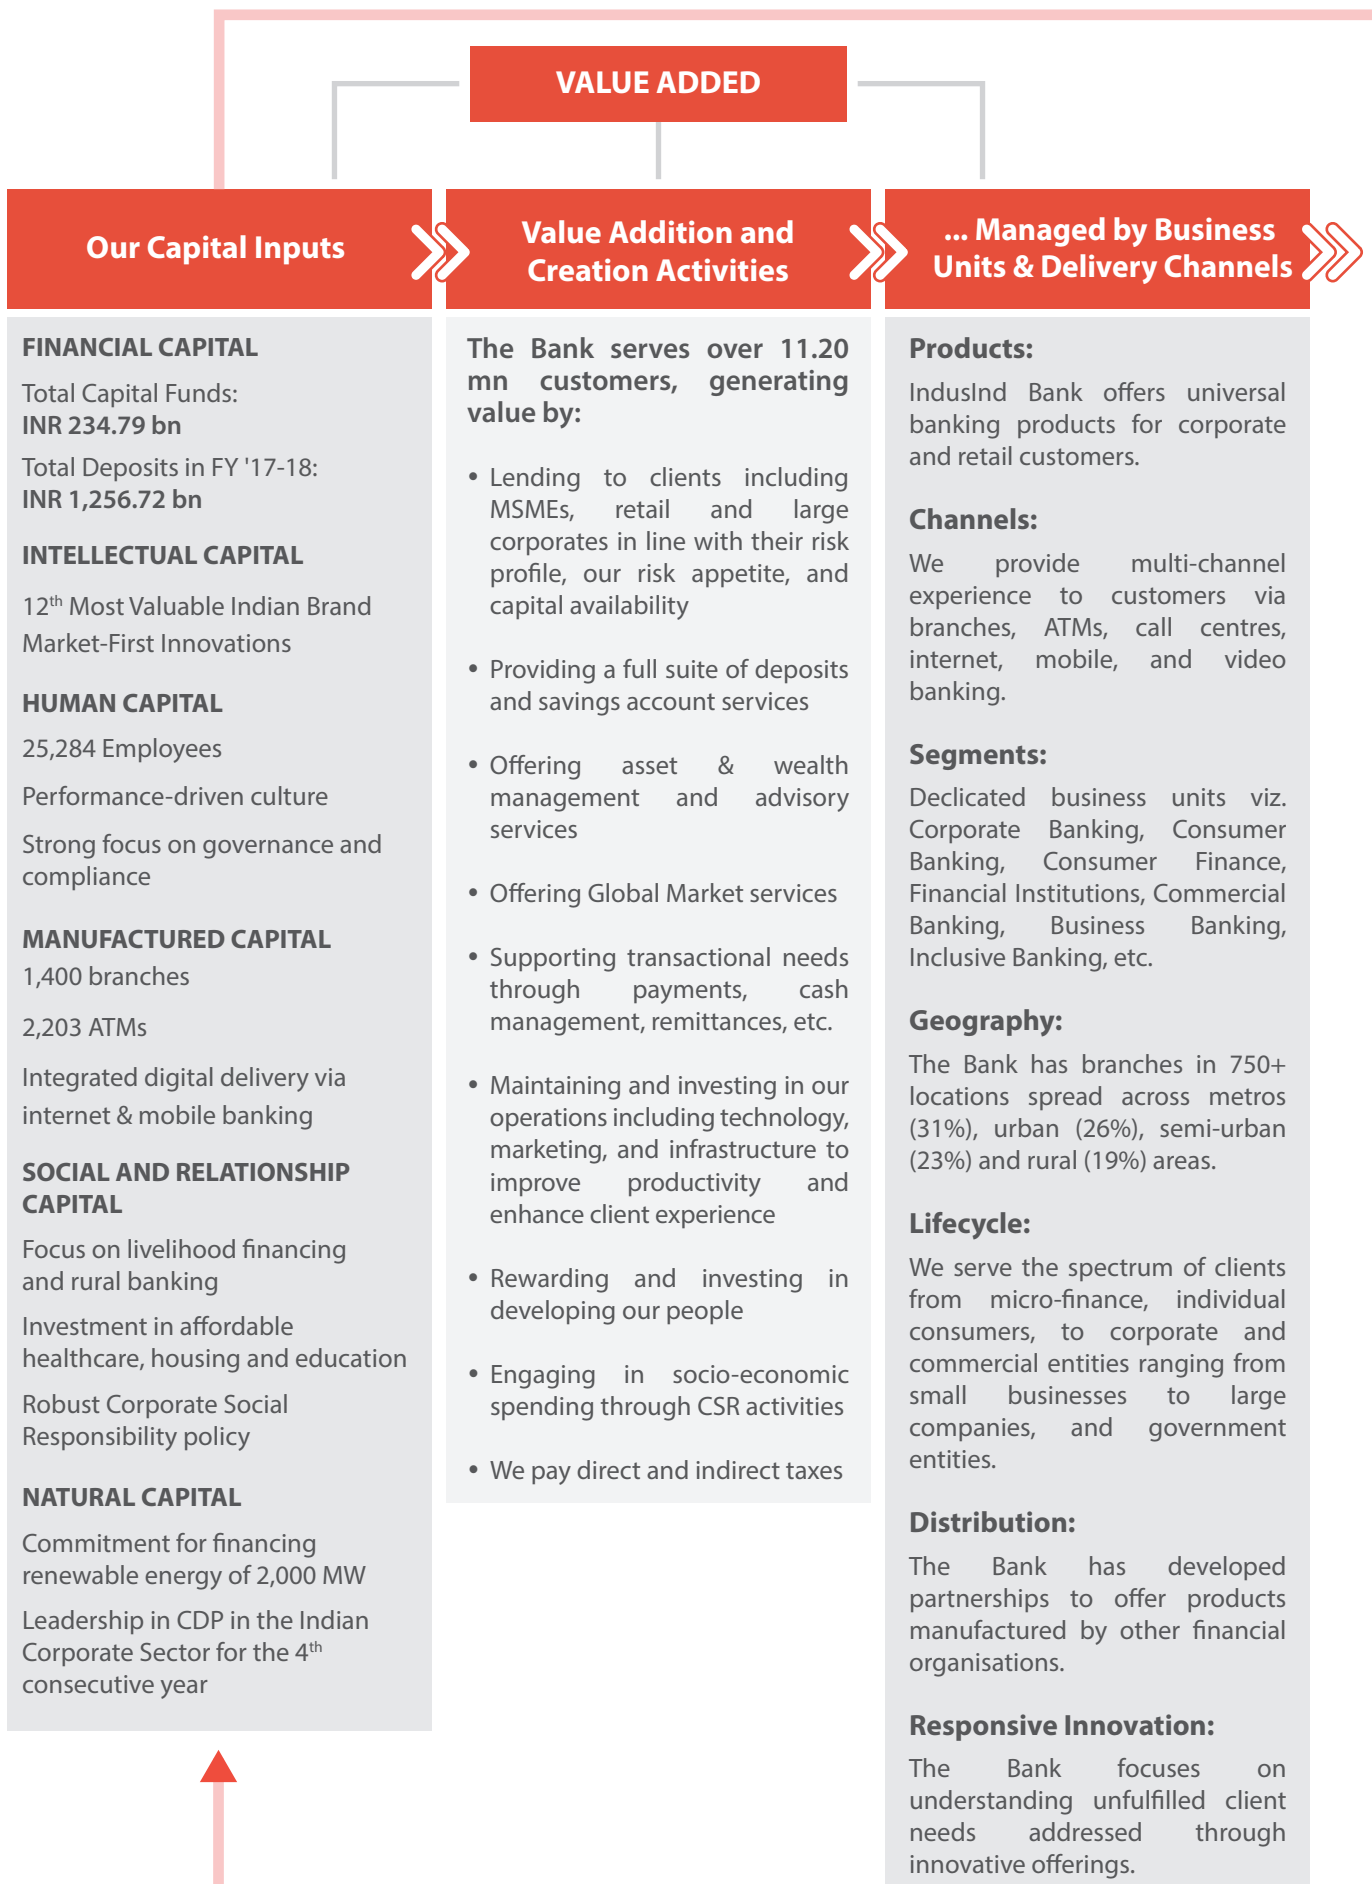 VALUE ADDED
Our Capital Inputs
FINANCIAL CAPITAL
Total Capital Funds:
INR 234.79 bn
Total Deposits in FY '17-18:
INR 1,256.72 bn
INTELLECTUAL CAPITAL
12th Most Valuable Indian Brand
Market-First Innovations
HUMAN CAPITAL
25,284 Employees
Performance-driven culture
Strong focus on governance and
compliance
MANUFACTURED CAPITAL
1,400 branches
2,203 ATMs
Integrated digital delivery via
internet & mobile banking
SOCIAL AND RELATIONSHIP
CAPITAL
Focus on livelihood financing
and rural banking
Investment in affordable
healthcare, housing and education
Robust Corporate Social
Responsibility policy
NATURAL CAPITAL
Commitment for financing
renewable energy of 2,000 MW
Leadership in CDP in the Indian
Corporate Sector for the 4th
consecutive year
Value Addition and
Creation Activities
The Bank serves over 11.20
mn customers, generating
value by:
• Lending to clients including
MSMEs, retail and large
corporates in line with their risk
profile, our risk appetite, and
capital availability
• Providing a full suite of deposits
and savings account services
• Offering asset & wealth
management and advisory
services
• Offering Global Market services
• Supporting transactional needs
through payments, cash
management, remittances, etc.
• Maintaining and investing in our
operations including technology,
marketing, and infrastructure to
improve productivity and
enhance client experience
• Rewarding and investing in
developing our people
• Engaging in socio-economic
spending through CSR activities
• We pay direct and indirect taxes
... Managed by Business
Units & Delivery Channels
Products:
IndusInd Bank offers universal
banking products for corporate
and retail customers.
Channels:
We provide multi-channel
experience to customers via
branches, ATMs, call centres,
internet, mobile, and video
banking.
Segments:
Declicated business units viz.
Corporate Banking, Consumer
Banking, Consumer Finance,
Financial Institutions, Commercial
Banking, Business Banking,
Inclusive Banking, etc.
Geography:
The Bank has branches in 750+
locations spread across metros
(31%), urban (26%), semi-urban
(23%) and rural (19%) areas.
Lifecycle:
We serve the spectrum of clients
from micro-finance, individual
consumers, to corporate and
commercial entities ranging from
small businesses to large
companies, and government
entities.
Distribution:
The Bank has developed
partnerships to offer products
manufactured by other financial
organisations.
Responsive Innovation:
The Bank focuses on
understanding unfulfilled client
needs addressed through
innovative offerings.